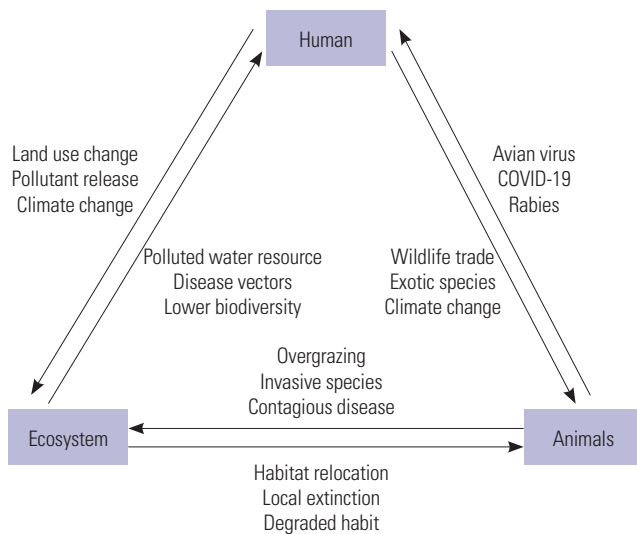 Human
Land use change
Pollutant release
Climate change
Avian virus
COVID-19
Rabies
Polluted water resource
Disease vectors
Lower biodiversity
Wildlife trade
Exotic species
Climate change
Overgrazing
Invasive species
Contagious disease
Ecosystem
Animals
Habitat relocation
Local extinction
Degraded habit